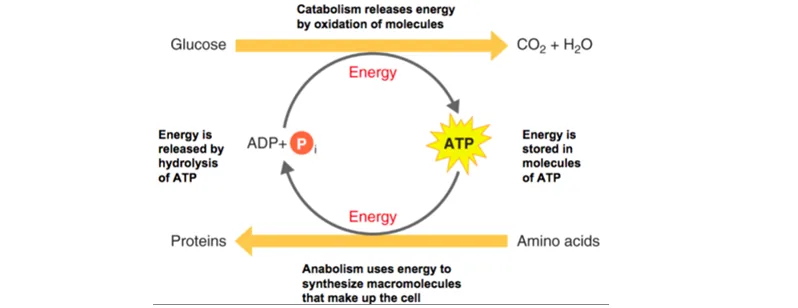 Catabolism releases energy
by oxidation of molecules
Glucose
CO₂ + H₂O
Energy
Energy is
released by
hydrolysis
of ATP
ADP+ P i
ATP
Energy is
stored in
molecules
of ATP
Energy
Proteins
Amino acids
Anabolism uses energy to
synthesize macromolecules
that make up the cell